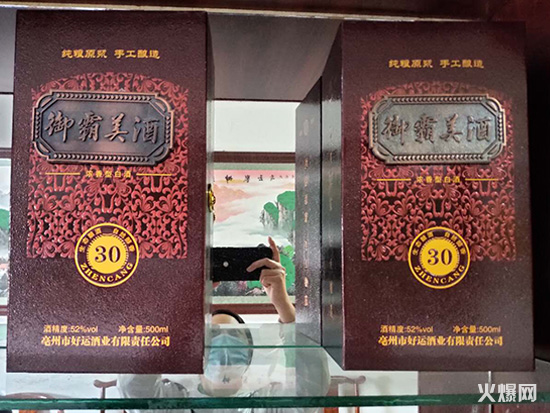 纯粮原浆 手工酿造
御霸美酒
浓香型白酒
30
ZHENCANG
酒精度:52%vol 净含量:500ml
亳州市好运酒业有限责任公司
纯粮原浆 手工酿造
御霸美酒
浓香型白酒
30
ZHENCANG
酒精度:52%vol 净含量:500ml
亳州市好运酒业有限责任公司
火爆网